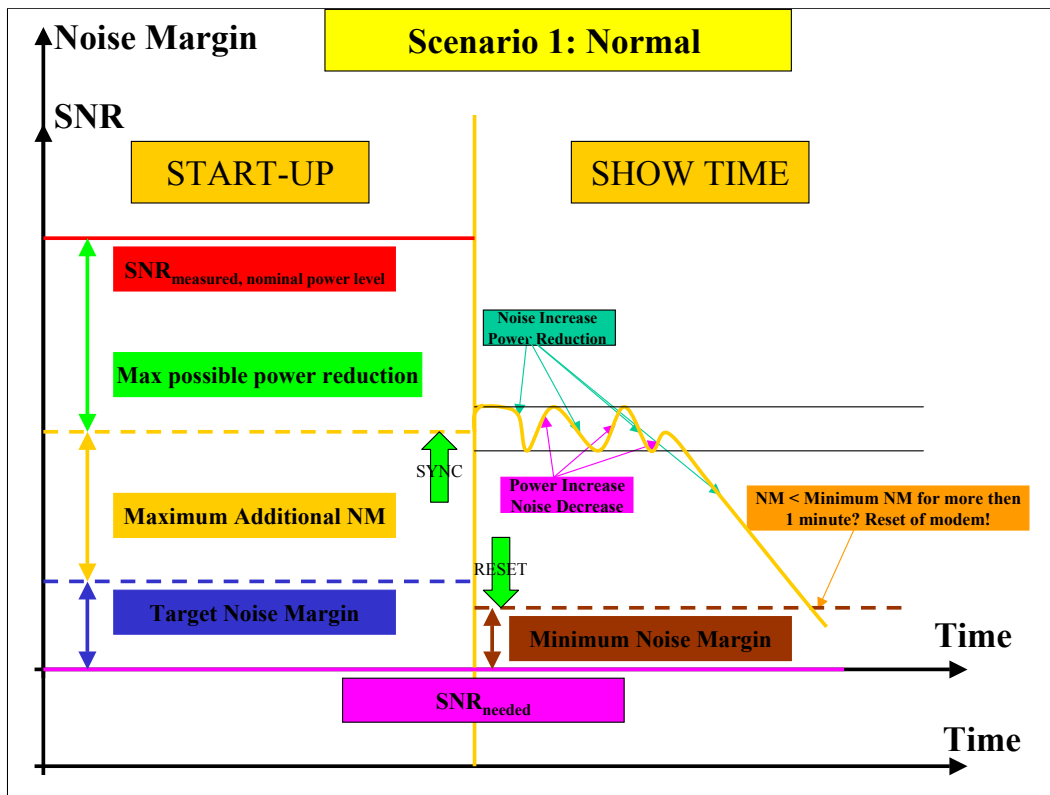 Noise Margin
Scenario 1: Normal
SNR
START-UP
SHOW TIME
SNRmeasured, nominal power level
Noise Increase
Power Reduction
Max possible power reduction
SYNC
Power Increase
Noise Decrease
NM < Minimum NM for more then
1 minute? Reset of modem!
Maximum Additional NM
RESET
Target Noise Margin
Minimum Noise Margin
Time
SNRneeded
Time